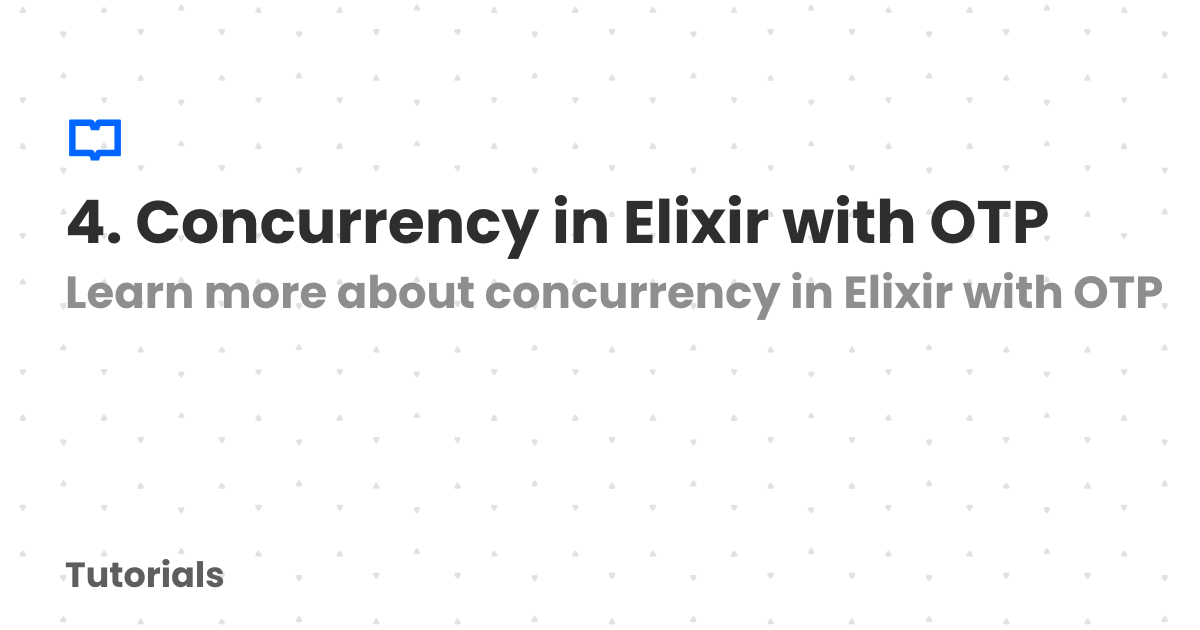 4. Concurrency in Elixir with OTP
Learn more about concurrency in Elixir with OTP
Tutorials